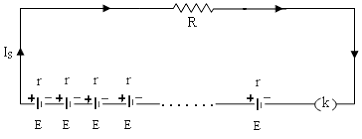 R
I_S
r r r r r
+ − + − + − + − ....... + − (k)
E E E E E